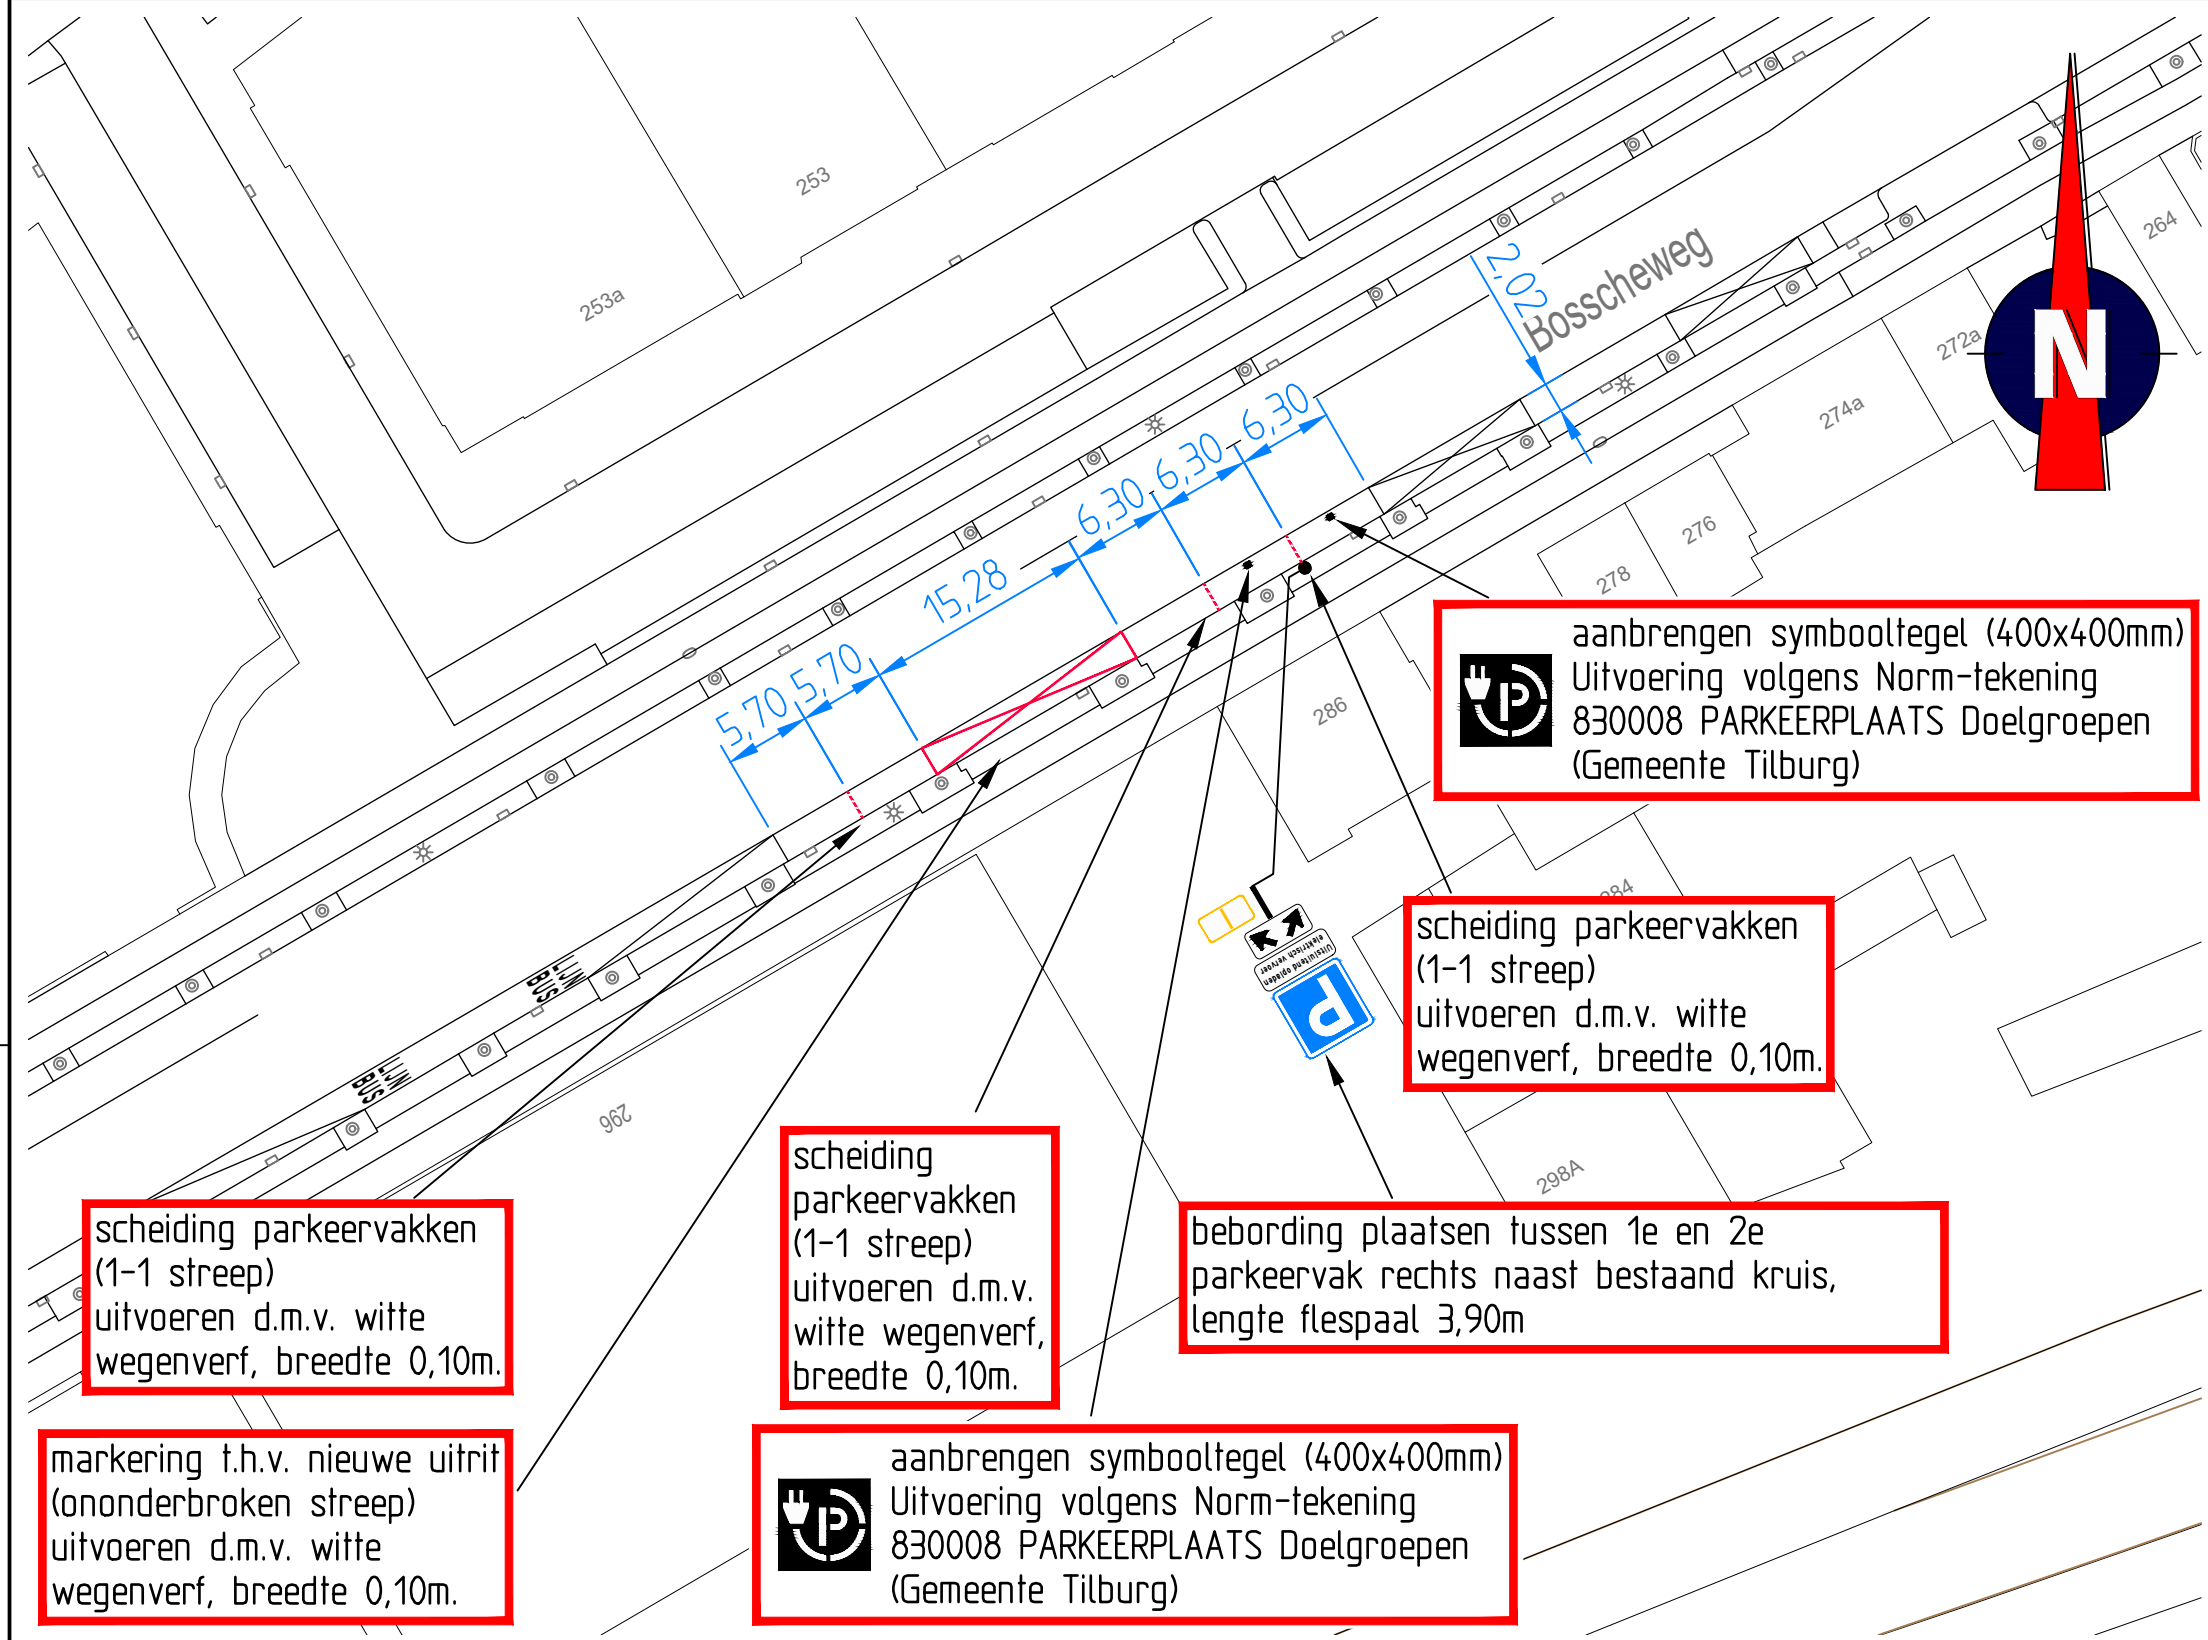 253
253a
264
272a
274a
276
278
284
286
296
298A
Bosscheweg
2,02
6,30
6,30
6,30
15,28
5,70
5,70
N
aanbrengen symbooltegel (400x400mm)
Uitvoering volgens Norm-tekening
830008 PARKEERPLAATS Doelgroepen
(Gemeente Tilburg)
P
LIJN
BUS
LIJN
BUS
Uitsluitend opladen
elektrisch vervoer
P
scheiding parkeervakken
(1-1 streep)
uitvoeren d.m.v. witte
wegenverf, breedte 0,10m.
scheiding
parkeervakken
(1-1 streep)
uitvoeren d.m.v.
witte wegenverf,
breedte 0,10m.
bebording plaatsen tussen 1e en 2e
parkeervak rechts naast bestaand kruis,
lengte flespaal 3,90m
scheiding parkeervakken
(1-1 streep)
uitvoeren d.m.v. witte
wegenverf, breedte 0,10m.
markering t.h.v. nieuwe uitrit
(ononderbroken streep)
uitvoeren d.m.v. witte
wegenverf, breedte 0,10m.
aanbrengen symbooltegel (400x400mm)
Uitvoering volgens Norm-tekening
830008 PARKEERPLAATS Doelgroepen
(Gemeente Tilburg)
P